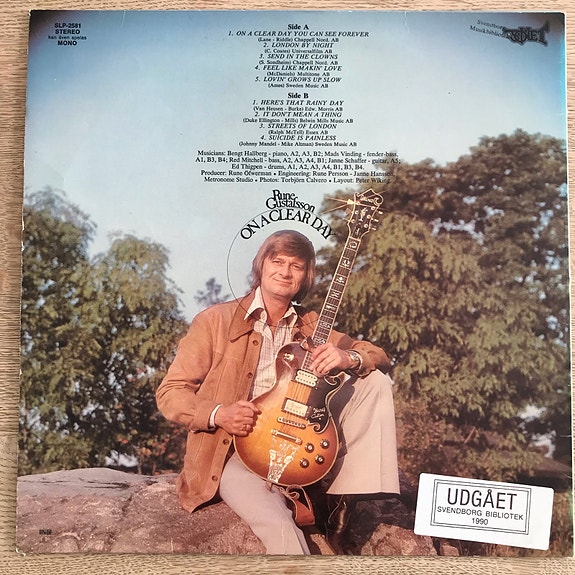 SLP-2581
STEREO
kan även spelas
MONO
Svendborg
Musikbibliotek
Side A
1. ON A CLEAR DAY YOU CAN SEE FOREVER
(Lane - Riddle) Chappell Nord. AB
2. LONDON BY NIGHT
(C. Coates) Universalfilm AB
3. SEND IN THE CLOWNS
(S. Sondheim) Chappell Nord. AB
4. FEEL LIKE MAKIN' LOVE
(McDaniels) Multitone AB
5. LOVIN' GROWS UP SLOW
(Ames) Sweden Music AB
Side B
1. HERE'S THAT RAINY DAY
(Van Heusen - Burke) Edw. Morris AB
2. IT DON'T MEAN A THING
(Duke Ellington - Mills) Belwin Mills Music AB
3. STREETS OF LONDON
(Ralph McTell) Essex AB
4. SUICIDE IS PAINLESS
(Johnny Mandel - Mike Altman) Sweden Music AB
Musicians: Bengt Hallberg - piano, A2, A3, B2; Mads Vinding - fender-bass,
A1, B3, B4; Red Mitchell - bass, A2, A3, A4, B1; Janne Schaffer - guitar, A5;
Ed Thigpen - drums, A1, A2, A3, A4, B1, B3, B4.
Producer: Rune Öfwerman • Engineering: Rune Persson - Janne Hansson,
Metronome Studio • Photos: Torbjörn Calvero • Layout: Peter Wiking.
Rune
Gustafsson
ON A CLEAR DAY
UDGÅET
SVENDBORG BIBLIOTEK
1990